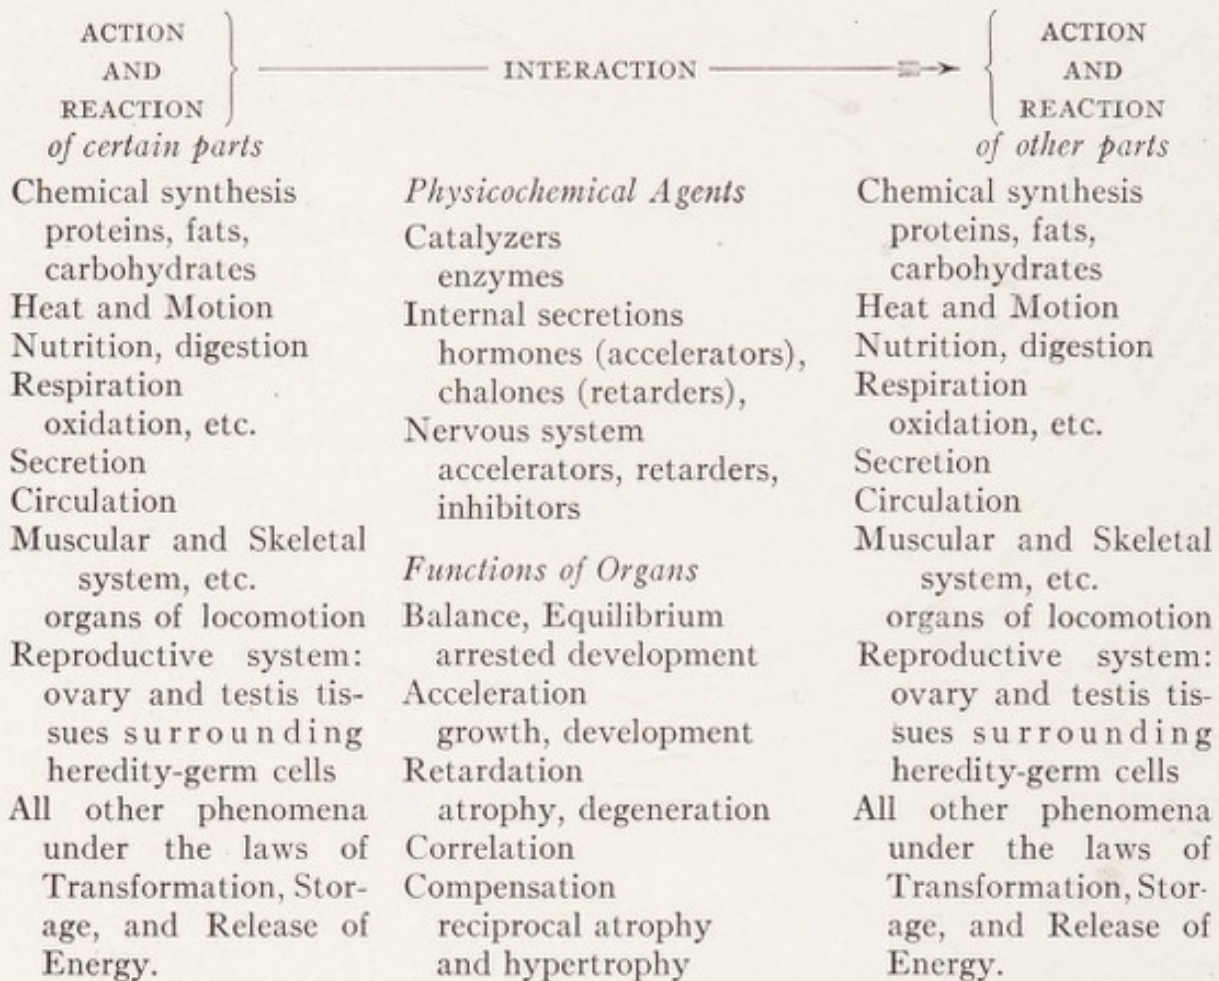 ACTION
AND
REACTION
of certain parts
INTERACTION
ACTION
AND
REACTION
of other parts
Chemical synthesis
proteins, fats,
carbohydrates
Heat and Motion
Nutrition, digestion
Respiration
oxidation, etc.
Secretion
Circulation
Muscular and Skeletal
system, etc.
organs of locomotion
Reproductive system:
ovary and testis tis-
sues surrounding
heredity-germ cells
All other phenomena
under the laws of
Transformation, Stor-
age, and Release of
Energy.
Physicochemical Agents
Catalyzers
enzymes
Internal secretions
hormones (accelerators),
chalones (retarders),
Nervous system
accelerators, retarders,
inhibitors
Functions of Organs
Balance, Equilibrium
arrested development
Acceleration
growth, development
Retardation
atrophy, degeneration
Correlation
Compensation
reciprocal atrophy
and hypertrophy
Chemical synthesis
proteins, fats,
carbohydrates
Heat and Motion
Nutrition, digestion
Respiration
oxidation, etc.
Secretion
Circulation
Muscular and Skeletal
system, etc.
organs of locomotion
Reproductive system:
ovary and testis tis-
sues surrounding
heredity-germ cells
All other phenomena
under the laws of
Transformation, Stor-
age, and Release of
Energy.